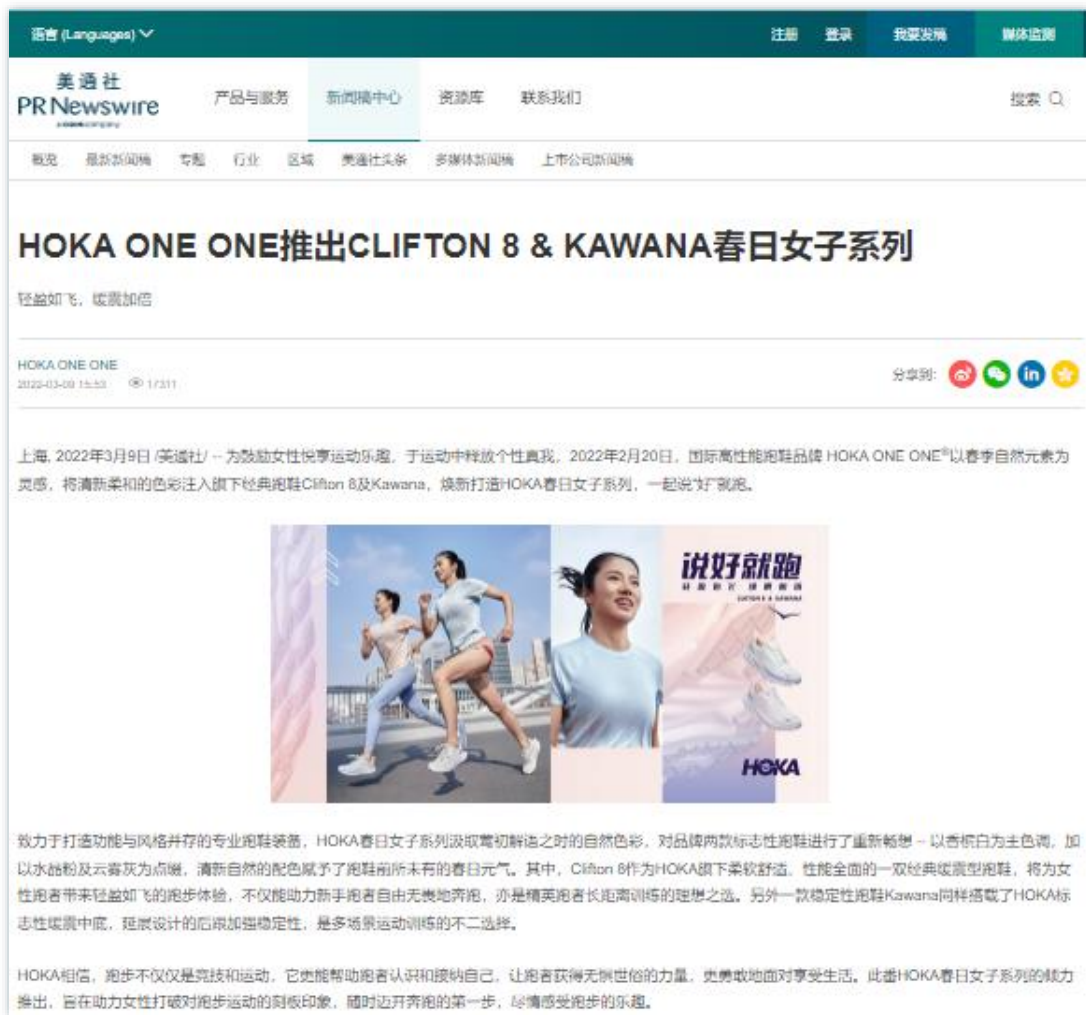 语言 (Languages)
注册 登录 我要发稿 媒体监测
美通社
PR Newswire
产品与服务 新闻稿中心 资源库 联系我们 搜索
概览 最新新闻稿 专题 行业 区域 美通社头条 多媒体新闻稿 上市公司新闻稿
HOKA ONE ONE推出CLIFTON 8 & KAWANA春日女子系列
轻盈如飞，缓震加倍
HOKA ONE ONE
2022-03-09 15:53 17311
分享到:
上海, 2022年3月9日 /美通社/ -- 为鼓励女性悦享运动乐趣，于运动中释放个性真我，2022年2月20日，国际高性能跑鞋品牌 HOKA ONE ONE®以春季自然元素为
灵感，将清新柔和的色彩注入旗下经典跑鞋Clifton 8及Kawana，焕新打造HOKA春日女子系列，一起说"好"就跑。
说好就跑
CLIFTON 8 & KAWANA
HOKA
致力于打造功能与风格并存的专业跑鞋装备，HOKA春日女子系列汲取莺初解语之时的自然色彩，对品牌两款标志性跑鞋进行了重新畅想 – 以香槟白为主色调，加
以水晶粉及云雾灰为点缀，清新自然的配色赋予了跑鞋前所未有的春日元气。其中，Clifton 8作为HOKA旗下柔软舒适、性能全面的一双经典缓震型跑鞋，将为女
性跑者带来轻盈如飞的跑步体验，不仅能助力新手跑者自由无畏地奔跑，亦是精英跑者长距离训练的理想之选。另外一款稳定性跑鞋Kawana同样搭载了HOKA标
志性缓震中底，延展设计的后跟加强稳定性，是多场景运动训练的不二选择。
HOKA相信，跑步不仅仅是竞技和运动，它更能帮助跑者认识和接纳自己，让跑者获得无惧世俗的力量，更勇敢地面对享受生活。此番HOKA春日女子系列的倾力
推出，旨在助力女性打破对跑步运动的刻板印象，随时迈开奔跑的第一步，尽情感受跑步的乐趣。